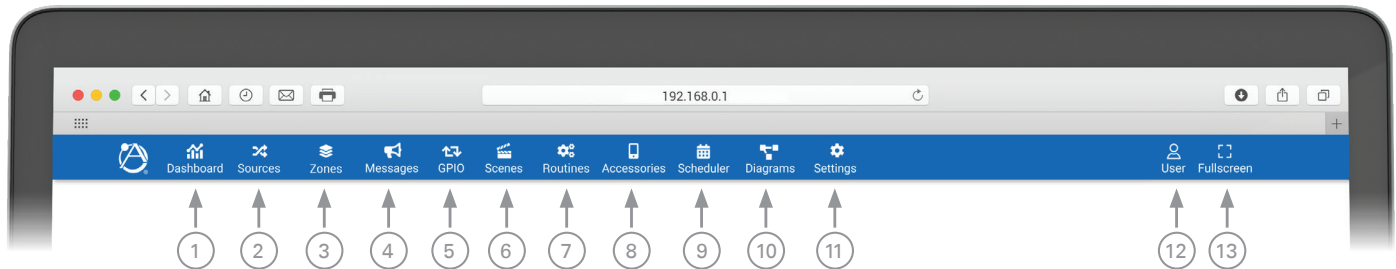 192.168.0.1
Dashboard Sources Zones Messages GPIO Scenes Routines Accessories Scheduler Diagrams Settings User Fullscreen
1 2 3 4 5 6 7 8 9 10 11 12 13